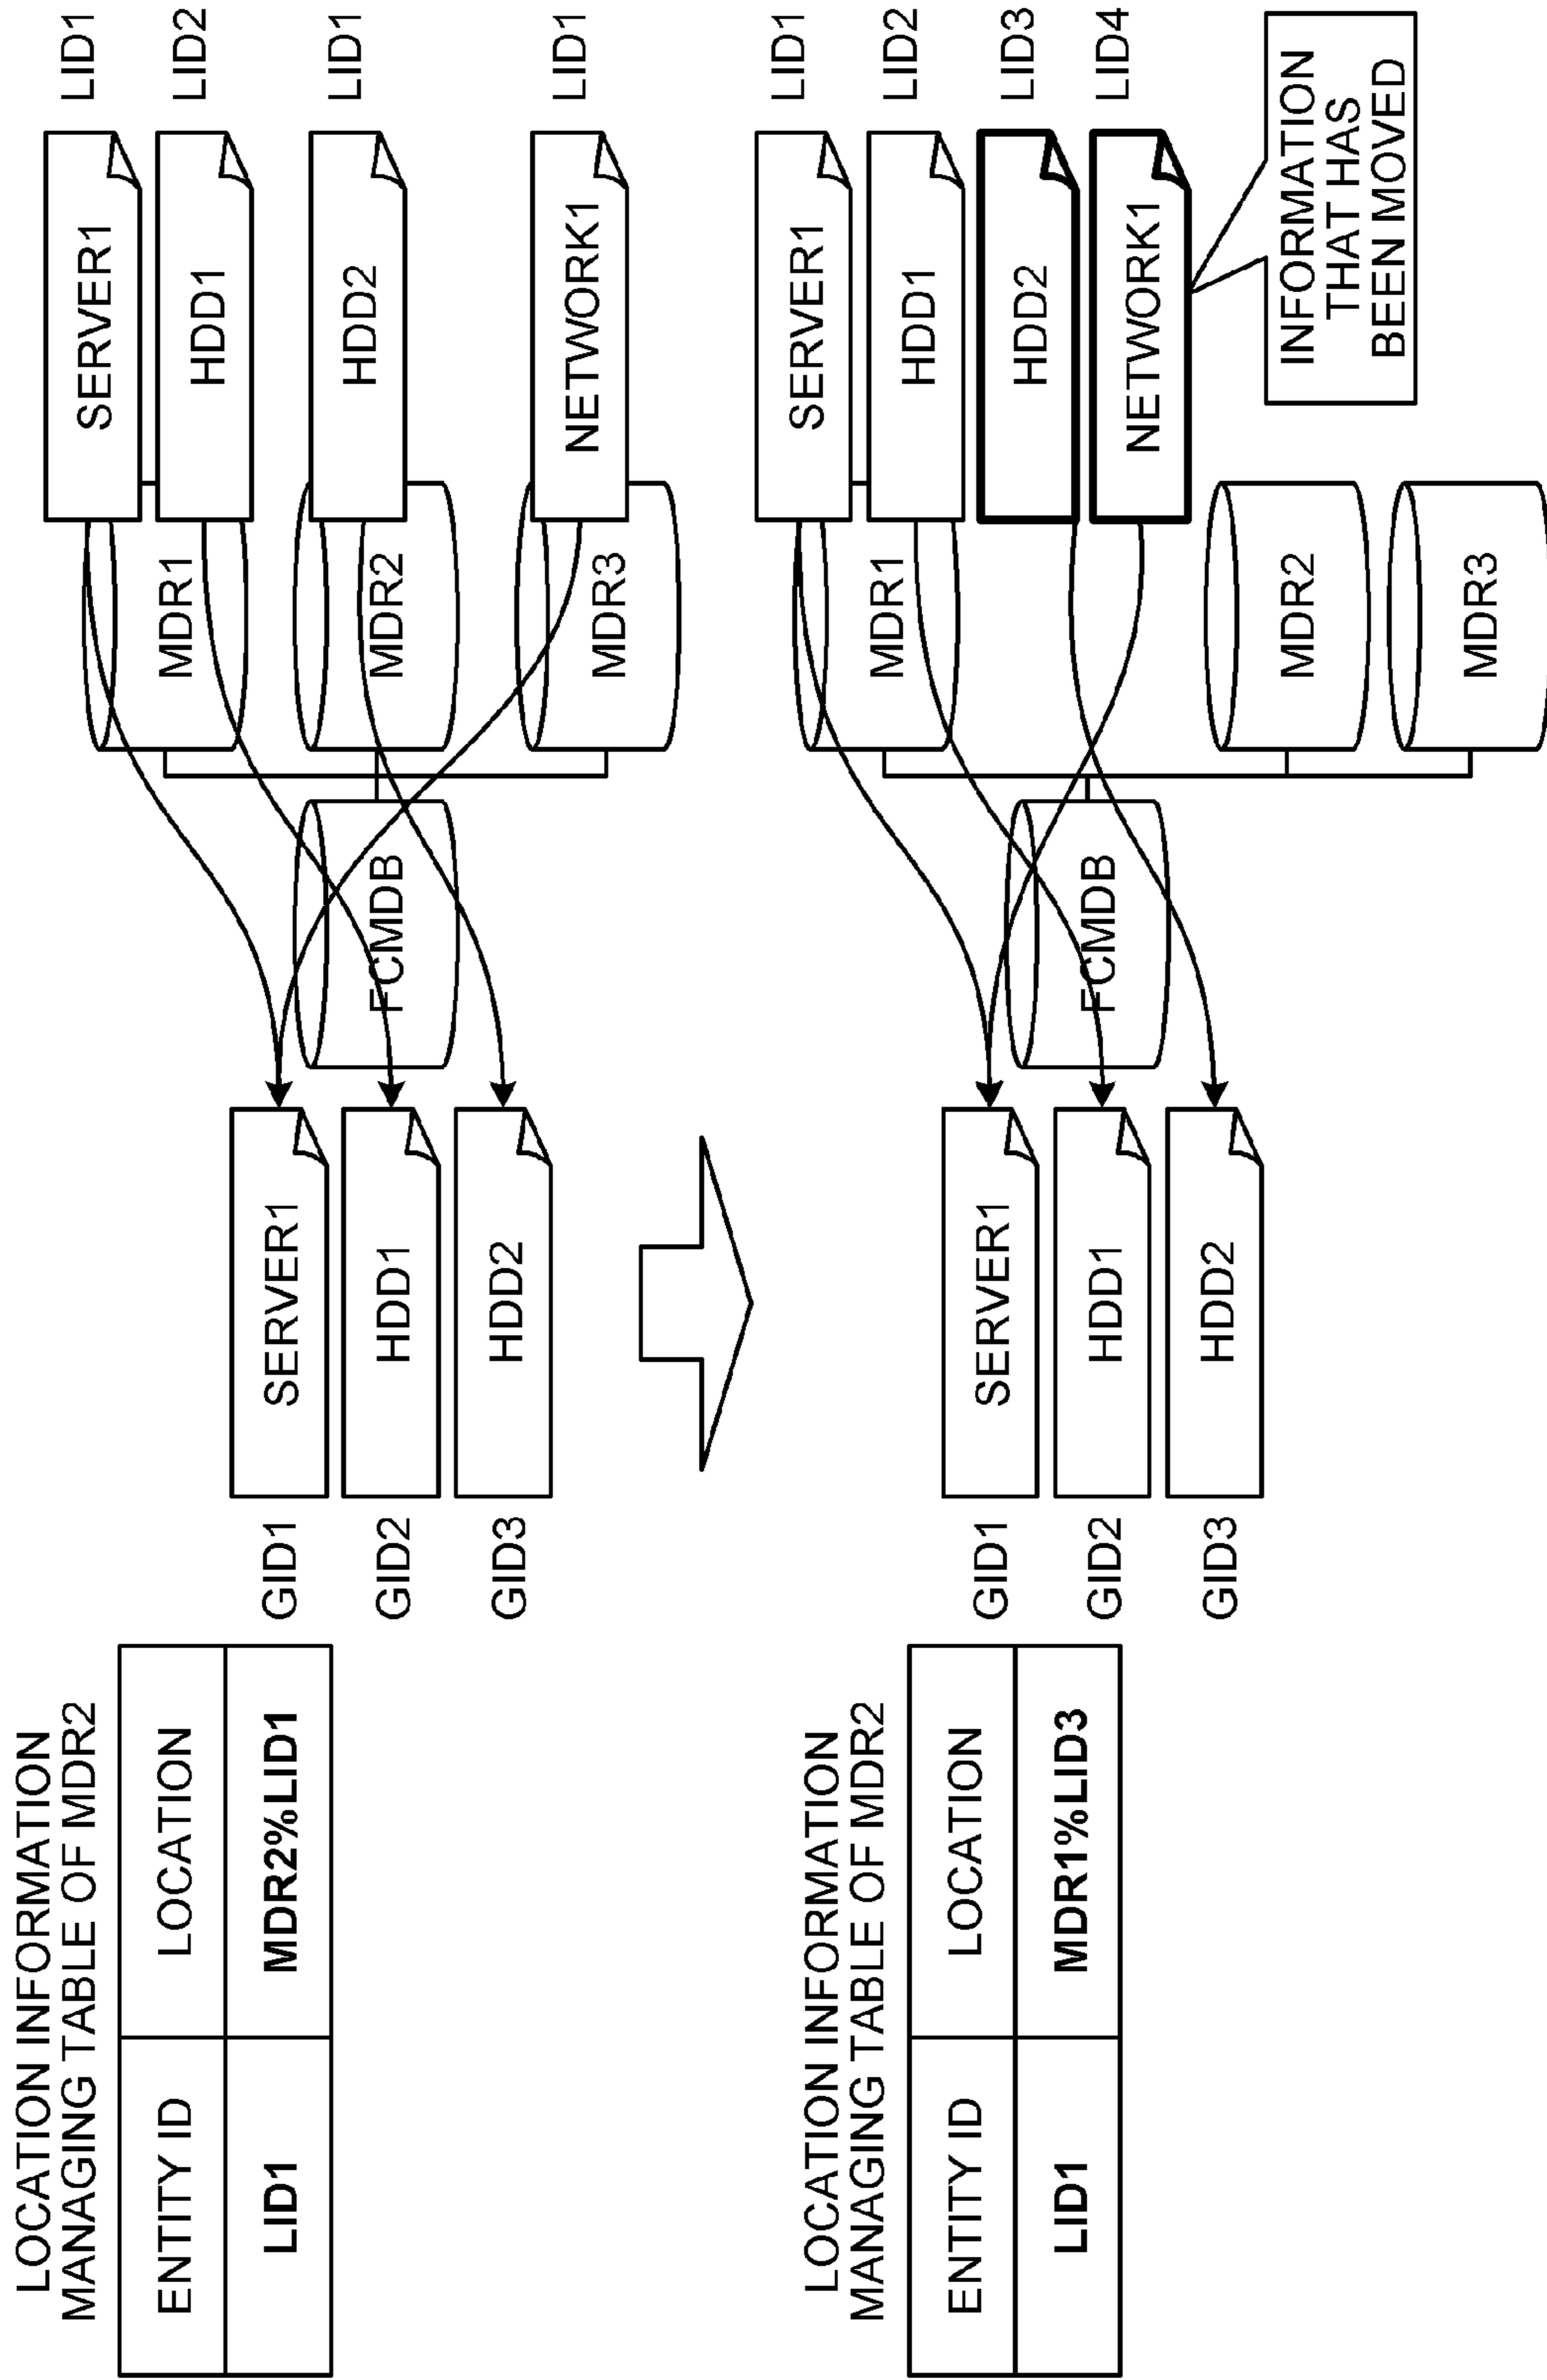 LOCATION INFORMATION
MANAGING TABLE OF MDR2
ENTITY ID
LOCATION
LID1
MDR2%LID1
GID1
SERVER1
GID2
HDD1
GID3
HDD2
FCMDB
MDR1
MDR2
MDR3
SERVER1
LID1
HDD1
LID2
HDD2
LID1
NETWORK1
LID1
LOCATION INFORMATION
MANAGING TABLE OF MDR2
ENTITY ID
LOCATION
LID1
MDR1%LID3
GID1
SERVER1
GID2
HDD1
GID3
HDD2
FCMDB
MDR1
MDR2
MDR3
SERVER1
LID1
HDD1
LID2
HDD2
LID3
NETWORK1
LID4
INFORMATION
THAT HAS
BEEN MOVED